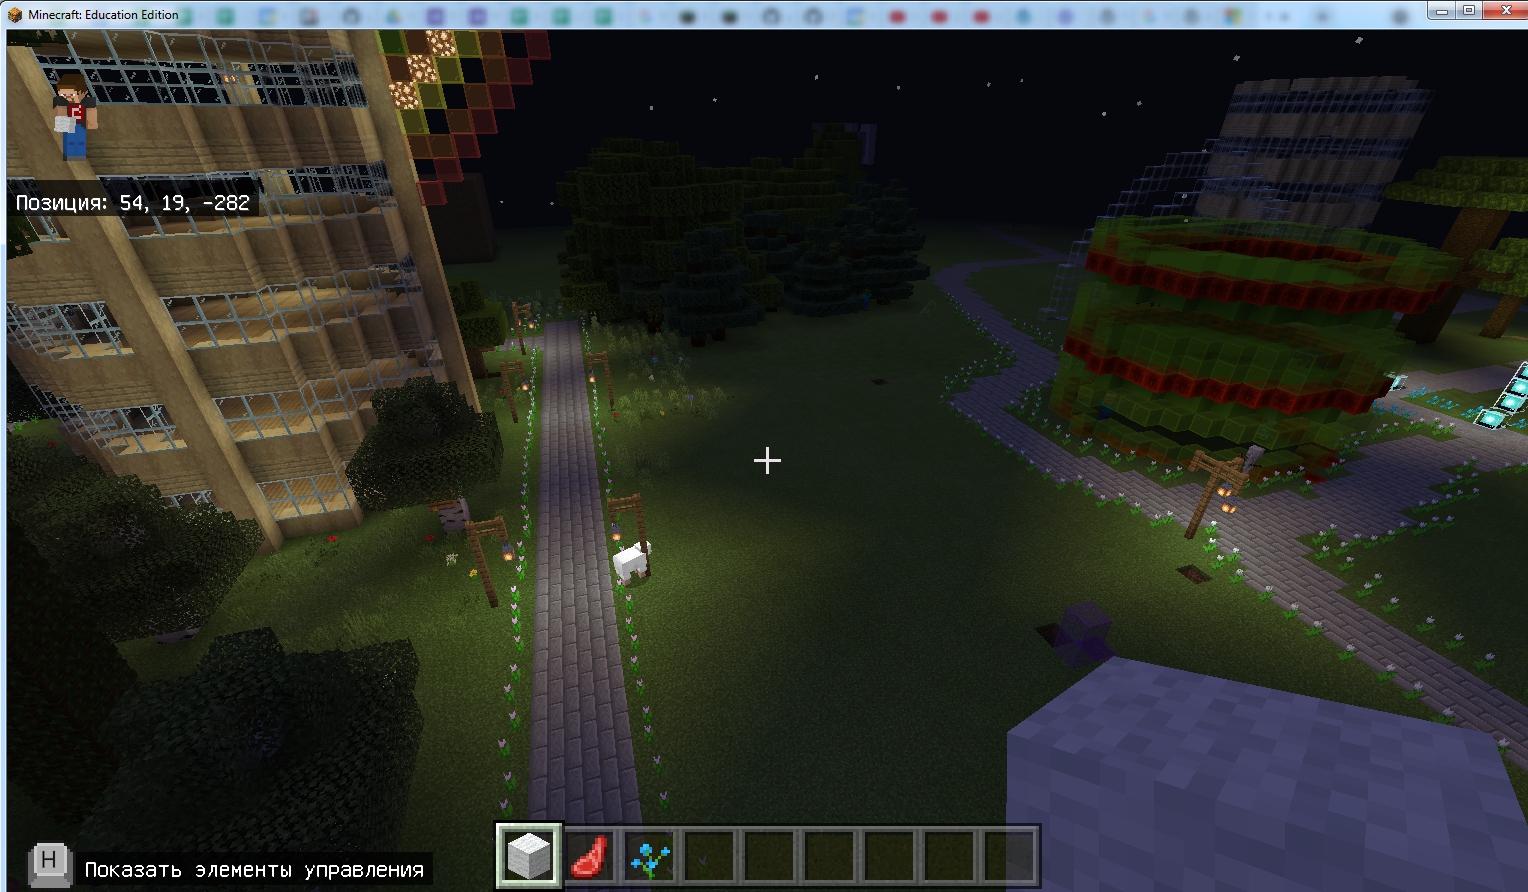 Minecraft: Education Edition
Позиция: 54, 19, -282
H
Показать элементы управления